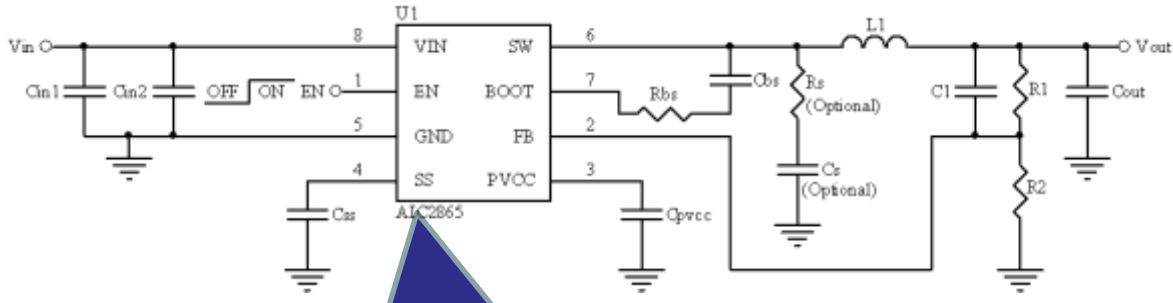 U1
Vin
8
VIN
SW
6
L1
Vout
Cin1
Cin2
OFF
ON
EN
1
EN
BOOT
7
Rbs
Cbs
Rs
(Optional)
C1
R1
Cout
5
GND
FB
2
4
SS
PVCC
3
Cs
(Optional)
R2
Css
Cpvcc
AIC2865